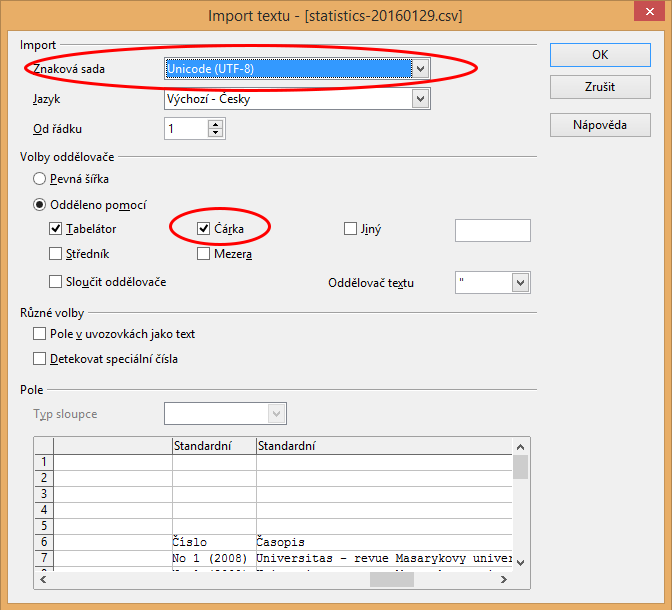 Import textu - [statistics-20160129.csv]
Import
Znaková sada Unicode (UTF-8)
OK
Jazyk Výchozí - Česky
Zrušit
Od řádku 1
Nápověda
Volby oddělovače
Pevná šířka
Odděleno pomocí
Tabelátor Čárka Jiný
Středník Mezera
Sloučit oddělovače Oddělovač textu "
Různé volby
Pole v uvozovkách jako text
Detekovat speciální čísla
Pole
Typ sloupce
Standardní Standardní
1
2
3
4
5
6 Číslo Časopis
7 No 1 (2008) Universitas - revue Masarykovy univer